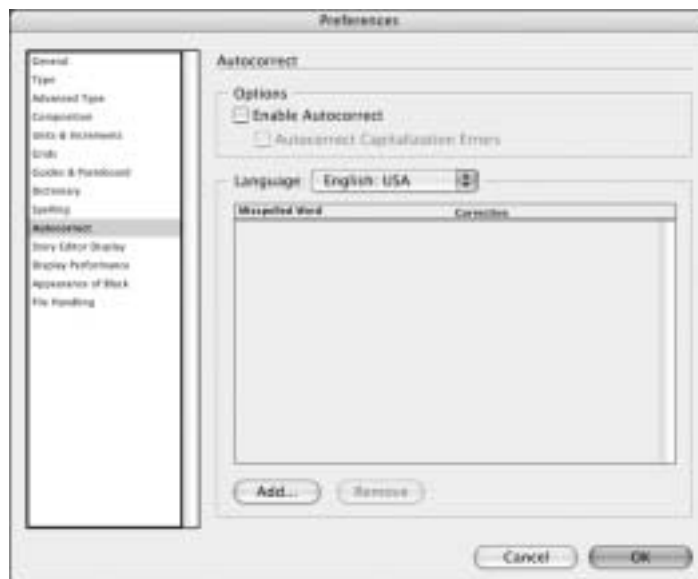 Preferences
General
Type
Advanced Type
Composition
Units & Increments
Grids
Guides & Pasteboard
Dictionary
Spelling
Autocorrect
Story Editor Display
Display Performance
Appearance of Black
File Handling
Autocorrect
Options
Enable Autocorrect
Autocorrect Capitalization Errors
Language English: USA
Misspelled Word Correction
Add... Remove
Cancel OK